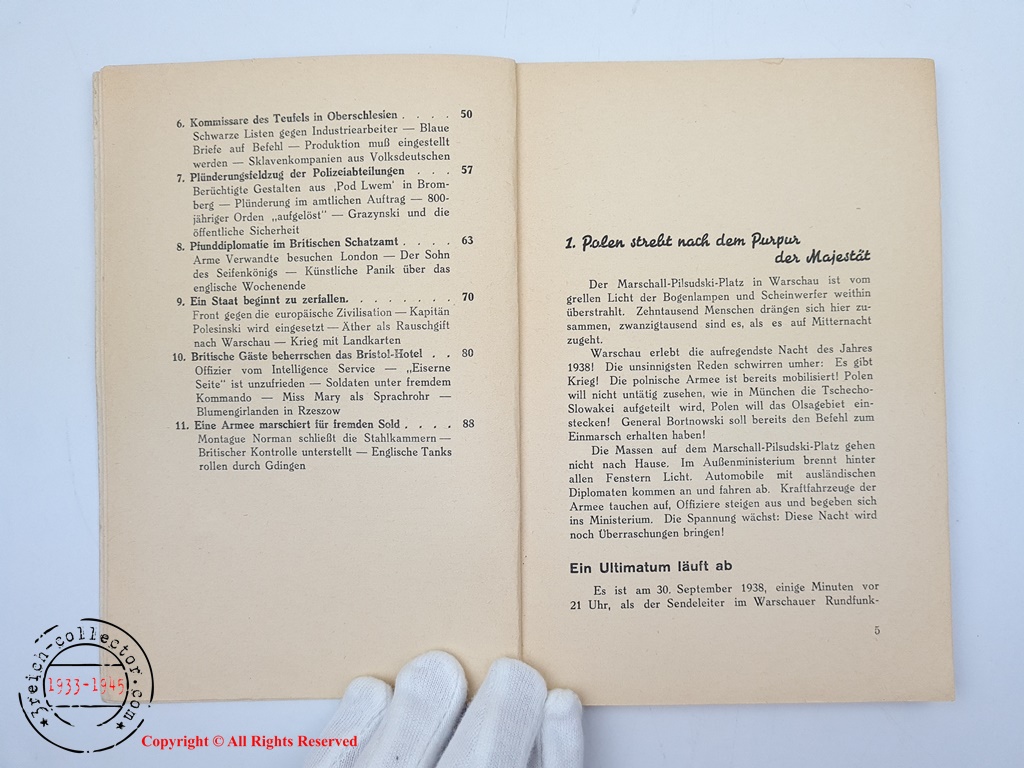 6. Kommissare des Teufels in Oberschlesien . . . . 50
Schwarze Listen gegen Industriearbeiter — Blaue
Briefe auf Befehl — Produktion muß eingestellt
werden — Sklavenkompanien aus Volksdeutschen
7. Plünderungsfeldzug der Polizeiabteilungen . . . 57
Berüchtigte Gestalten aus ‚Pod Lwem‘ in Brom-
berg — Plünderung im amtlichen Auftrag — 800-
jähriger Orden „aufgelöst“ — Grazynski und die
öffentliche Sicherheit
8. Pfunddiplomatie im Britischen Schatzamt . . . . 63
Arme Verwandte besuchen London — Der Sohn
des Seifenkönigs — Künstliche Panik über das
englische Wochenende
9. Ein Staat beginnt zu zerfallen. . . . . . . . 70
Front gegen die europäische Zivilisation — Kapitän
Polesinski wird eingesetzt — Äther als Rauschgift
nach Warschau — Krieg mit Landkarten
10. Britische Gäste beherrschen das Bristol-Hotel . . 80
Offizier vom Intelligence Service — „Eiserne
Seite“ ist unzufrieden — Soldaten unter fremdem
Kommando — Miss Mary als Sprachrohr —
Blumengirlanden in Rzeszow
11. Eine Armee marschiert für fremden Sold . . . . 88
Montague Norman schließt die Stahlkammern —
Britischer Kontrolle unterstellt — Englische Tanks
rollen durch Gdingen
1. Polen strebt nach dem Purpur
der Majestät
Der Marschall-Pilsudski-Platz in Warschau ist vom
grellen Licht der Bogenlampen und Scheinwerfer weithin
überstrahlt. Zehntausend Menschen drängen sich hier zu-
sammen, zwanzigtausend sind es, als es auf Mitternacht
zugeht.
Warschau erlebt die aufregendste Nacht des Jahres
1938! Die unsinnigsten Reden schwirren umher: Es gibt
Krieg! Die polnische Armee ist bereits mobilisiert! Polen
will nicht untätig zusehen, wie in München die Tschecho-
Slowakei aufgeteilt wird, Polen will das Olsagebiet ein-
stecken! General Bortnowski soll bereits den Befehl zum
Einmarsch erhalten haben!
Die Massen auf dem Marschall-Pilsudski-Platz gehen
nicht nach Hause. Im Außenministerium brennt hinter
allen Fenstern Licht. Automobile mit ausländischen
Diplomaten kommen an und fahren ab. Kraftfahrzeuge der
Armee tauchen auf, Offiziere steigen aus und begeben sich
ins Ministerium. Die Spannung wächst: Diese Nacht wird
noch Überraschungen bringen!
Ein Ultimatum läuft ab
Es ist am 30. September 1938, einige Minuten vor
21 Uhr, als der Sendeleiter im Warschauer Rundfunk-
5
3reich-collector.com
1933-1945
Copyright © All Rights Reserved